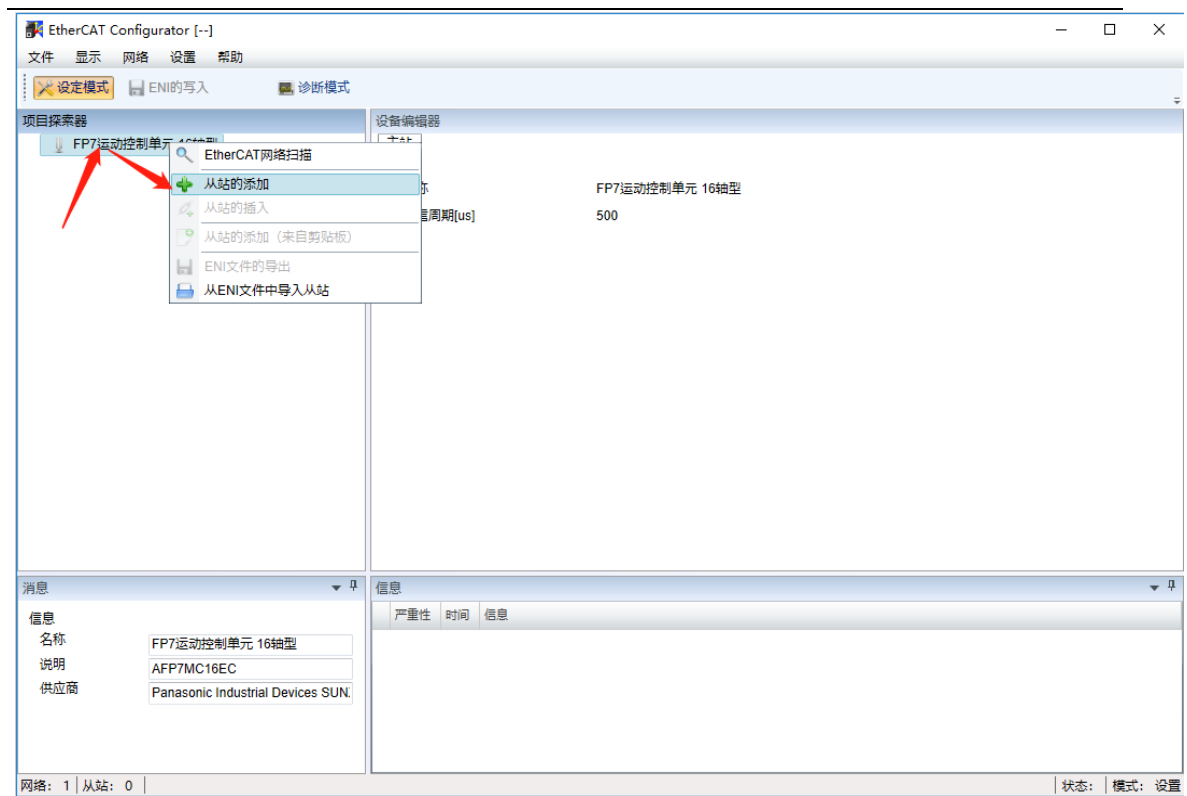 EtherCAT Configurator [--]
文件 显示 网络 设置 帮助
设定模式 ENI的写入 诊断模式
项目探索器 设备编辑器
FP7运动控制单元 16轴型 主站
EtherCAT网络扫描
从站的添加
FP7运动控制单元 16轴型
从站的插入
周期[us] 500
从站的添加（来自剪贴板）
ENI文件的导出
从ENI文件中导入从站
消息 信息
信息 严重性 时间 信息
名称 FP7运动控制单元 16轴型
说明 AFP7MC16EC
供应商 Panasonic Industrial Devices SUN
网络: 1 从站: 0 状态: 模式: 设置